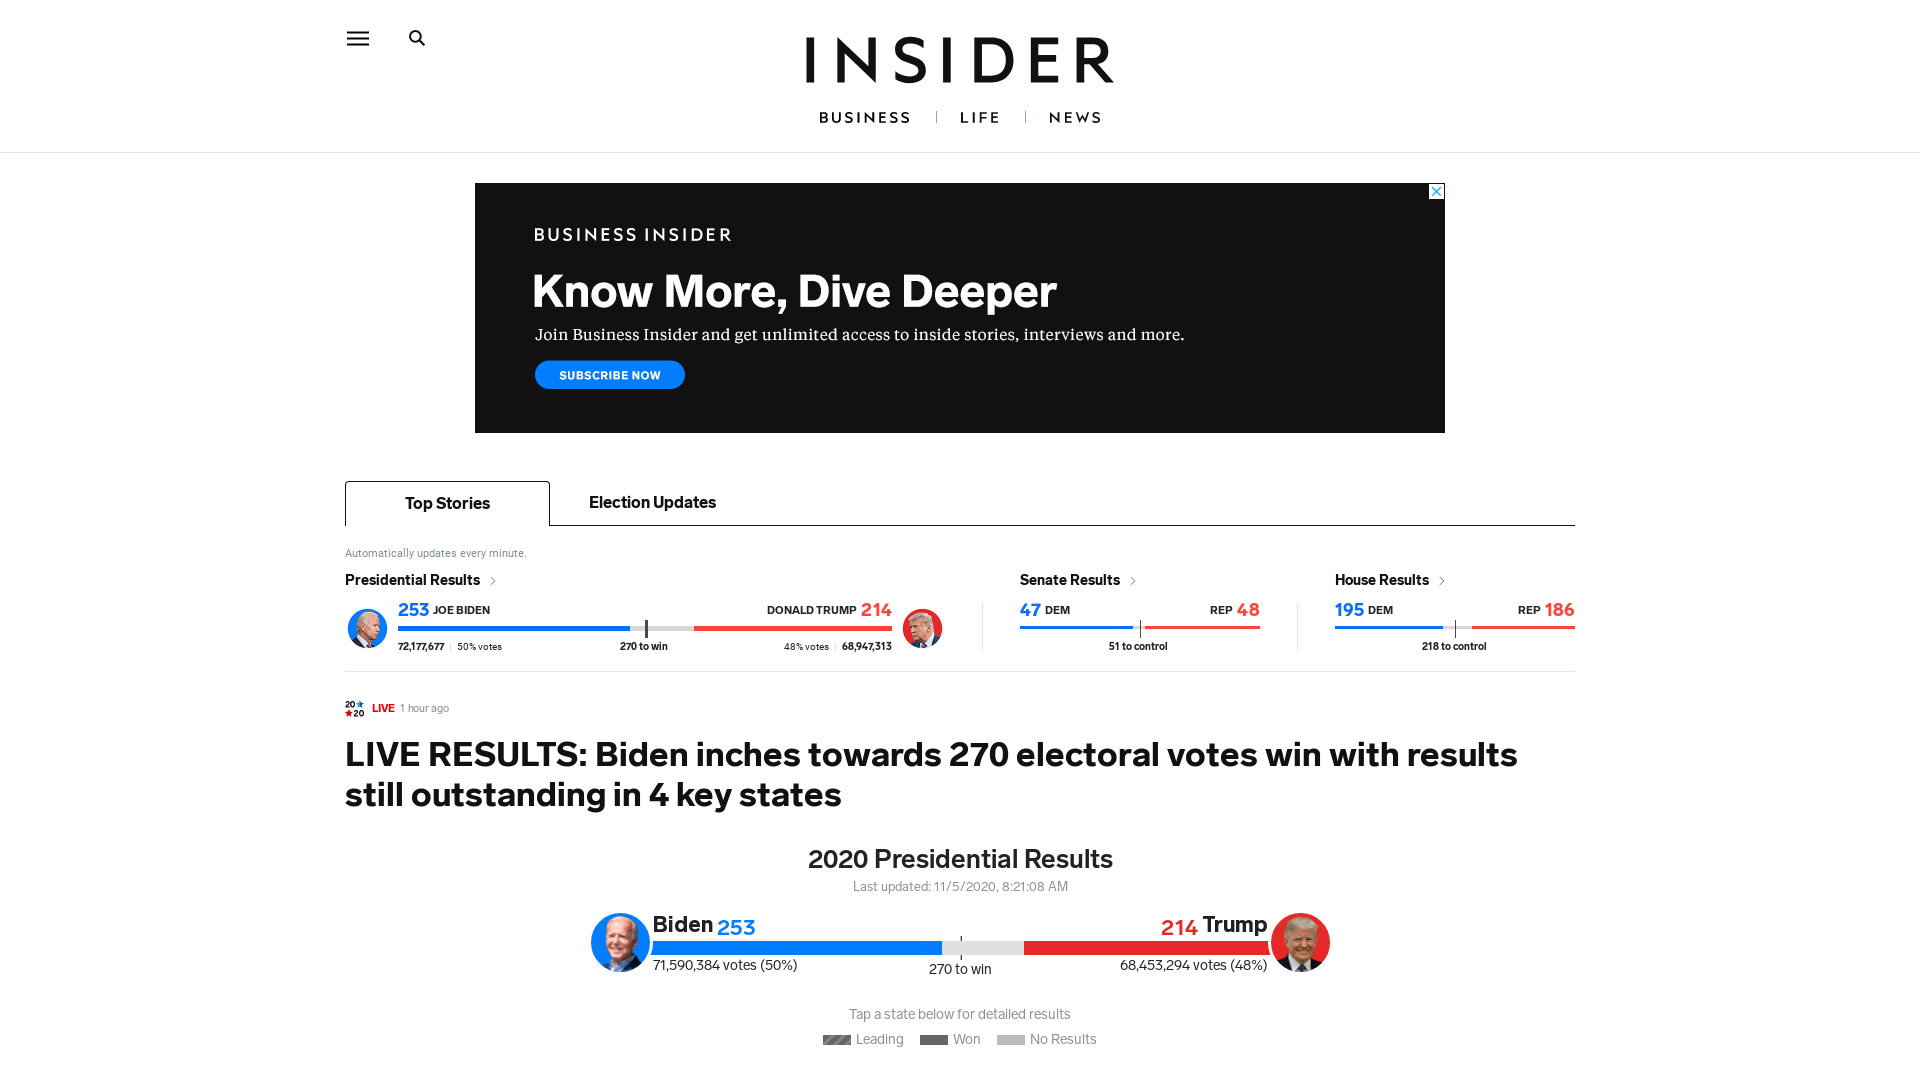 INSIDER
BUSINESS
LIFE
NEWS
BUSINESS INSIDER
Know More, Dive Deeper
Join Business Insider and get unlimited access to inside stories, interviews and more.
SUBSCRIBE NOW
Top Stories
Election Updates
Automatically updates every minute.
Presidential Results
253 JOE BIDEN
DONALD TRUMP 214
72,177,677 50% votes
270 to win
48% votes 68,947,313
Senate Results
47 DEM
REP 48
51 to control
House Results
195 DEM
REP 186
218 to control
20
20
LIVE 1 hour ago
LIVE RESULTS: Biden inches towards 270 electoral votes win with results
still outstanding in 4 key states
2020 Presidential Results
Last updated: 11/5/2020, 8:21:08 AM
Biden 253
214 Trump
71,590,384 votes (50%)
270 to win
68,453,294 votes (48%)
Tap a state below for detailed results
Leading
Won
No Results